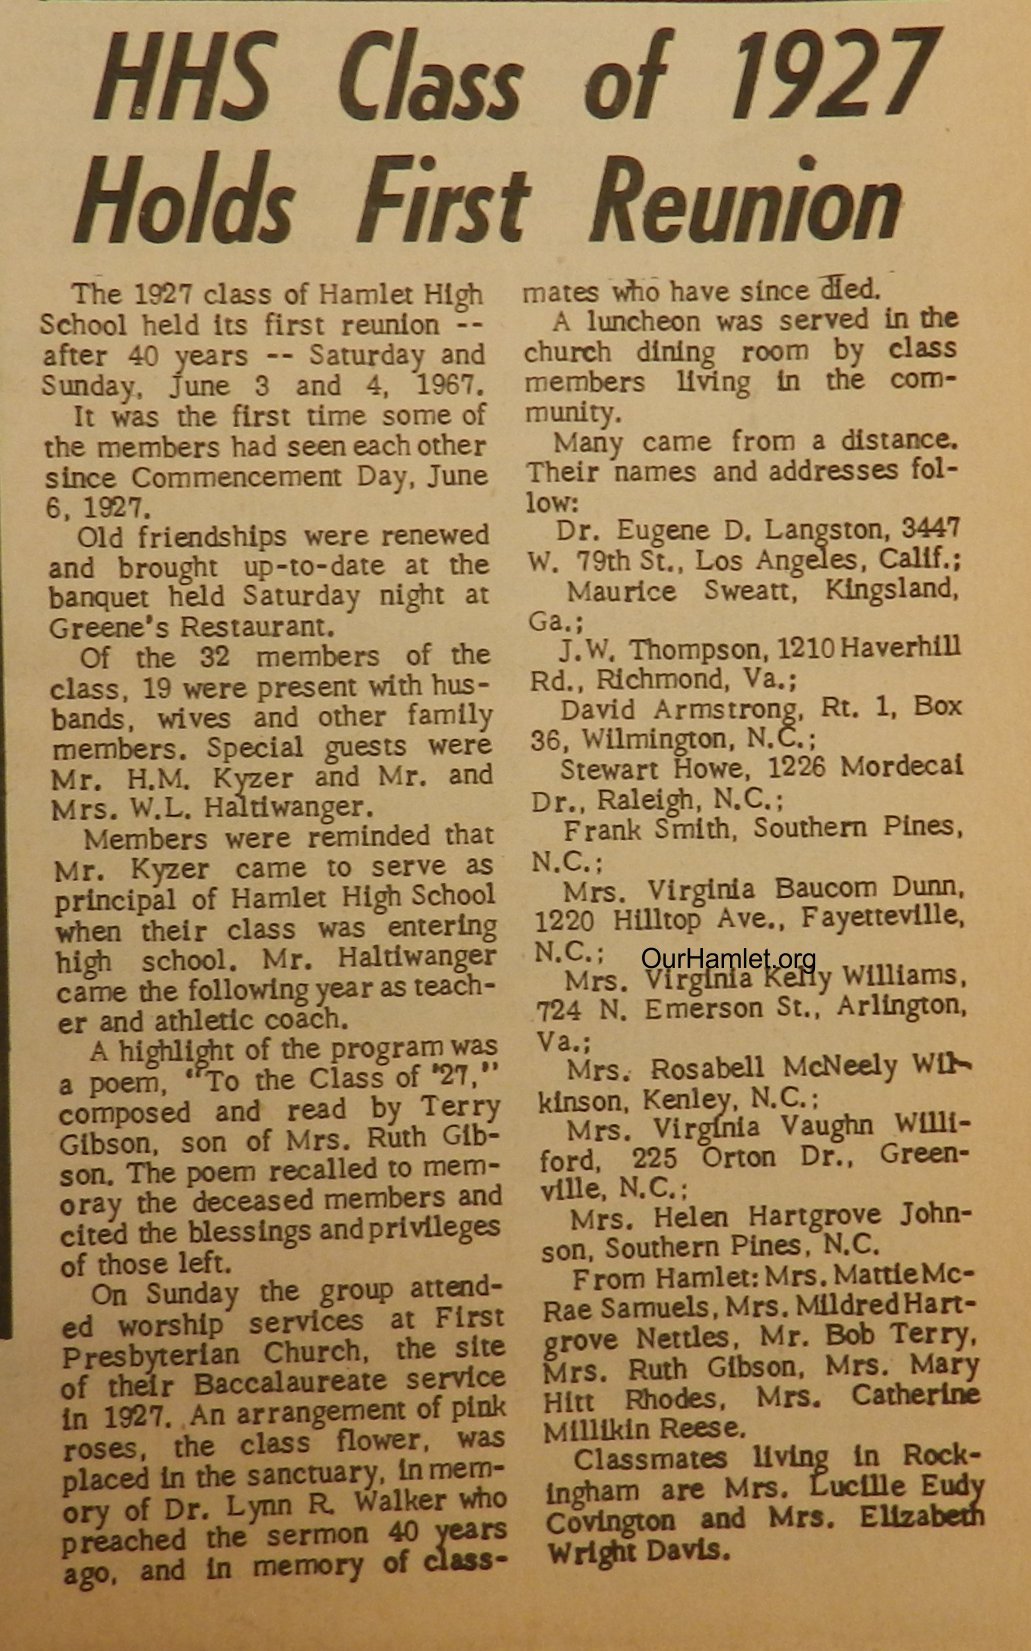 HHS Class of 1927
Holds First Reunion
The 1927 class of Hamlet High
School held its first reunion --
after 40 years -- Saturday and
Sunday, June 3 and 4, 1967.
It was the first time some of
the members had seen each other
since Commencement Day, June
6, 1927.
Old friendships were renewed
and brought up-to-date at the
banquet held Saturday night at
Greene's Restaurant.
Of the 32 members of the
class, 19 were present with hus-
bands, wives and other family
members. Special guests were
Mr. H.M. Kyzer and Mr. and
Mrs. W.L. Haltiwanger.
Members were reminded that
Mr. Kyzer came to serve as
principal of Hamlet High School
when their class was entering
high school. Mr. Haltiwanger
came the following year as teach-
er and athletic coach.
A highlight of the program was
a poem, "To the Class of '27,"
composed and read by Terry
Gibson, son of Mrs. Ruth Gib-
son. The poem recalled to mem-
oray the deceased members and
cited the blessings and privileges
of those left.
On Sunday the group attend-
ed worship services at First
Presbyterian Church, the site
of their Baccalaureate service
in 1927. An arrangement of pink
roses, the class flower, was
placed in the sanctuary, in mem-
ory of Dr. Lynn R. Walker who
preached the sermon 40 years
ago, and in memory of class-
mates who have since died.
A luncheon was served in the
church dining room by class
members living in the com-
munity.
Many came from a distance.
Their names and addresses fol-
low:
Dr. Eugene D. Langston, 3447
W. 79th St., Los Angeles, Calif.;
Maurice Sweatt, Kingsland,
Ga.;
J.W. Thompson, 1210 Haverhill
Rd., Richmond, Va.;
David Armstrong, Rt. 1, Box
36, Wilmington, N.C.;
Stewart Howe, 1226 Mordecai
Dr., Raleigh, N.C.;
Frank Smith, Southern Pines,
N.C.;
Mrs. Virginia Baucom Dunn,
1220 Hilltop Ave., Fayetteville,
N.C.;
OurHamlet.org
Mrs. Virginia Kelly Williams,
724 N. Emerson St., Arlington,
Va.;
Mrs. Rosabell McNeely Wil-
kinson, Kenley, N.C.;
Mrs. Virginia Vaughn Willi-
ford, 225 Orton Dr., Green-
ville, N.C.;
Mrs. Helen Hartgrove John-
son, Southern Pines, N.C.
From Hamlet: Mrs. Mattie Mc-
Rae Samuels, Mrs. Mildred Hart-
grove Nettles, Mr. Bob Terry,
Mrs. Ruth Gibson, Mrs. Mary
Hitt Rhodes, Mrs. Catherine
Millikin Reese.
Classmates living in Rock-
ingham are Mrs. Lucille Eudy
Covington and Mrs. Elizabeth
Wright Davis.